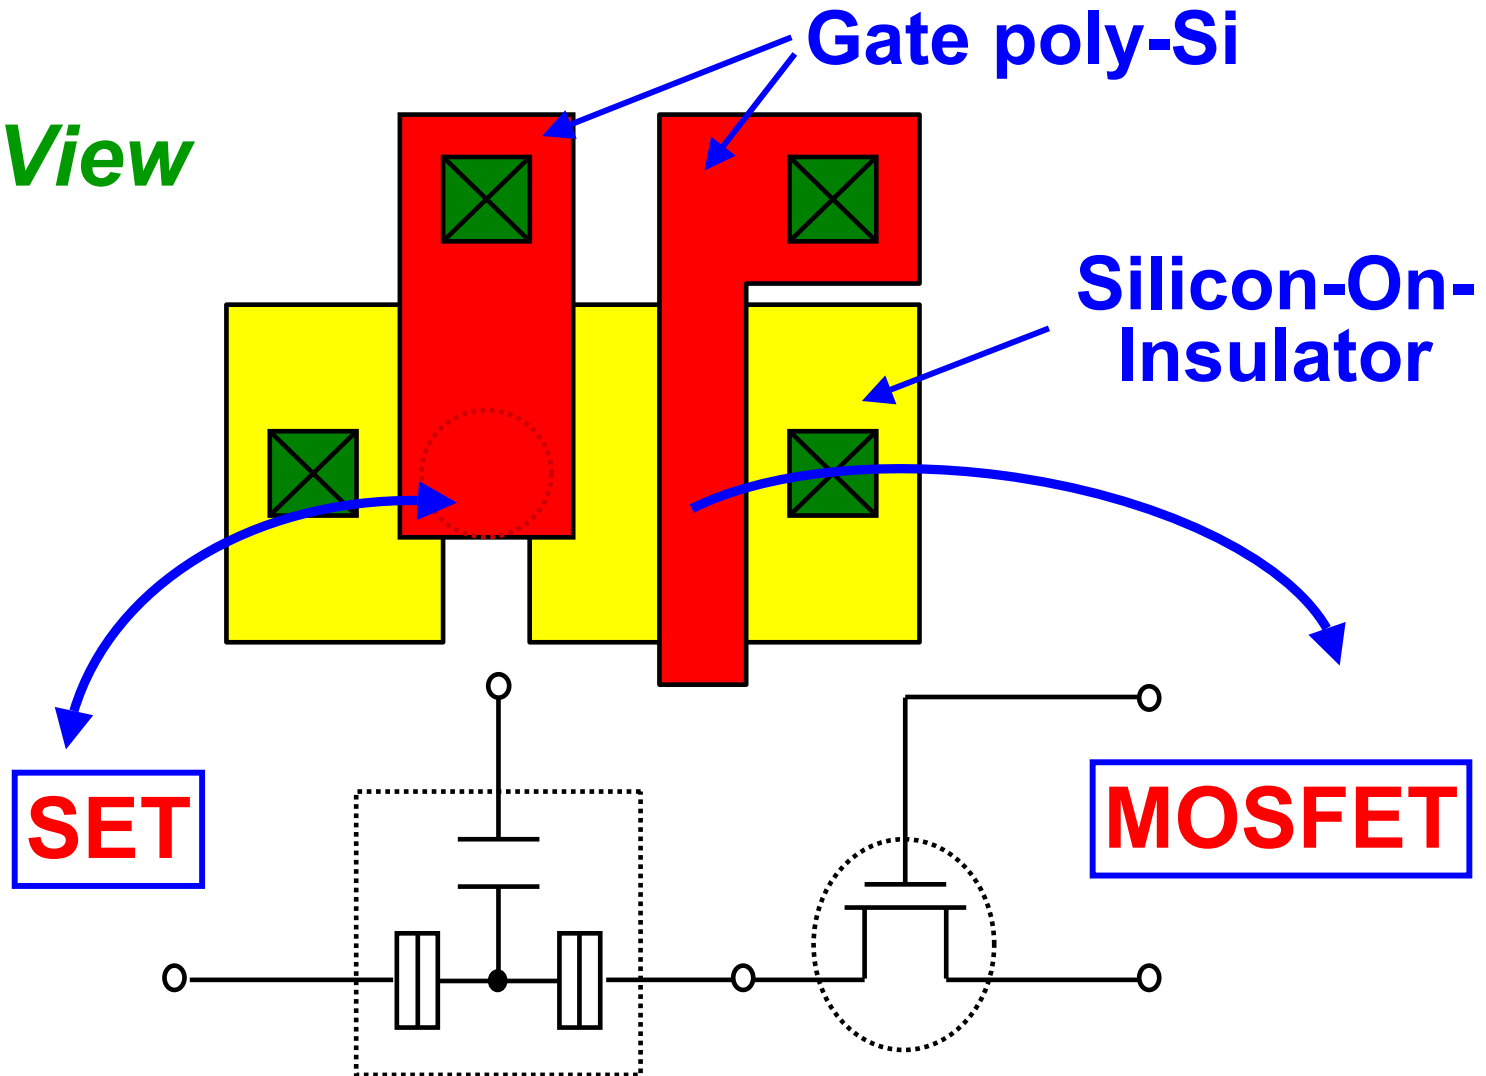 Gate poly-Si
View
Silicon-On-
Insulator
SET
MOSFET